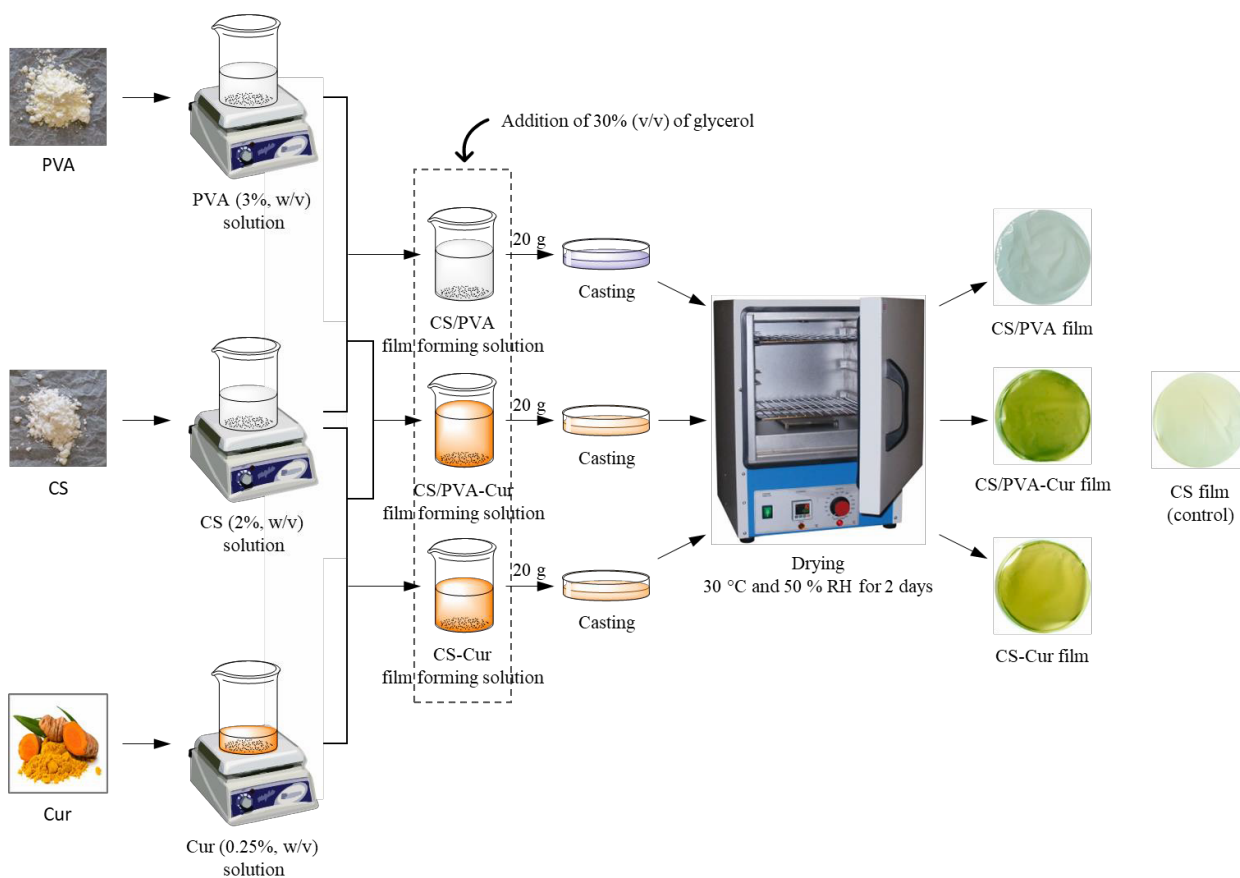 PVA
PVA (3%, w/v)
solution
Addition of 30% (v/v) of glycerol
20 g
CS/PVA
film forming solution
Casting
CS/PVA film
CS
CS (2%, w/v)
solution
20 g
CS/PVA-Cur
film forming solution
Casting
CS/PVA-Cur film
CS film
(control)
Drying
30 °C and 50 % RH for 2 days
20 g
CS-Cur
film forming solution
Casting
CS-Cur film
Cur
Cur (0.25%, w/v)
solution